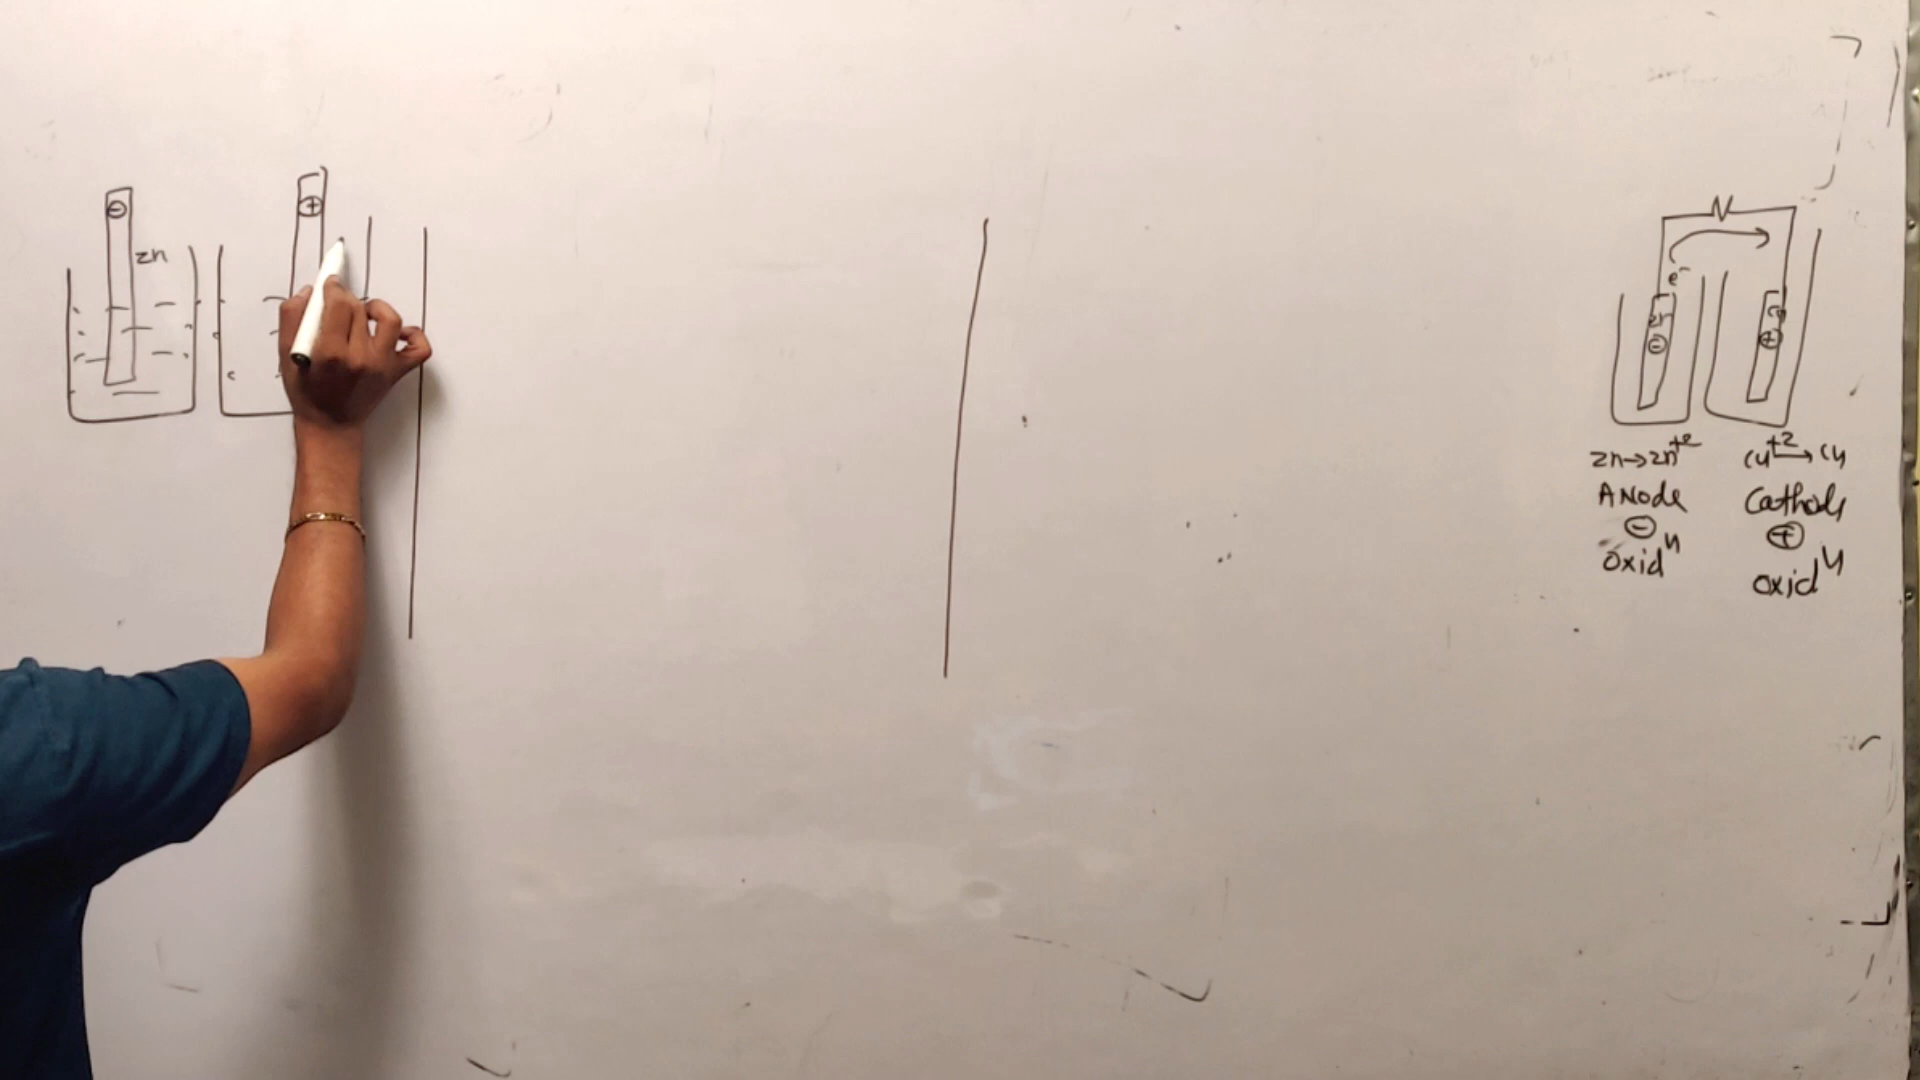 ⊖ ⊕
zn
e⁻
zn
⊖ ⊕
zn→zn⁺² Cu⁺²→Cu
ANode Cathode
⊖ ⊕
oxidⁿ oxidⁿ